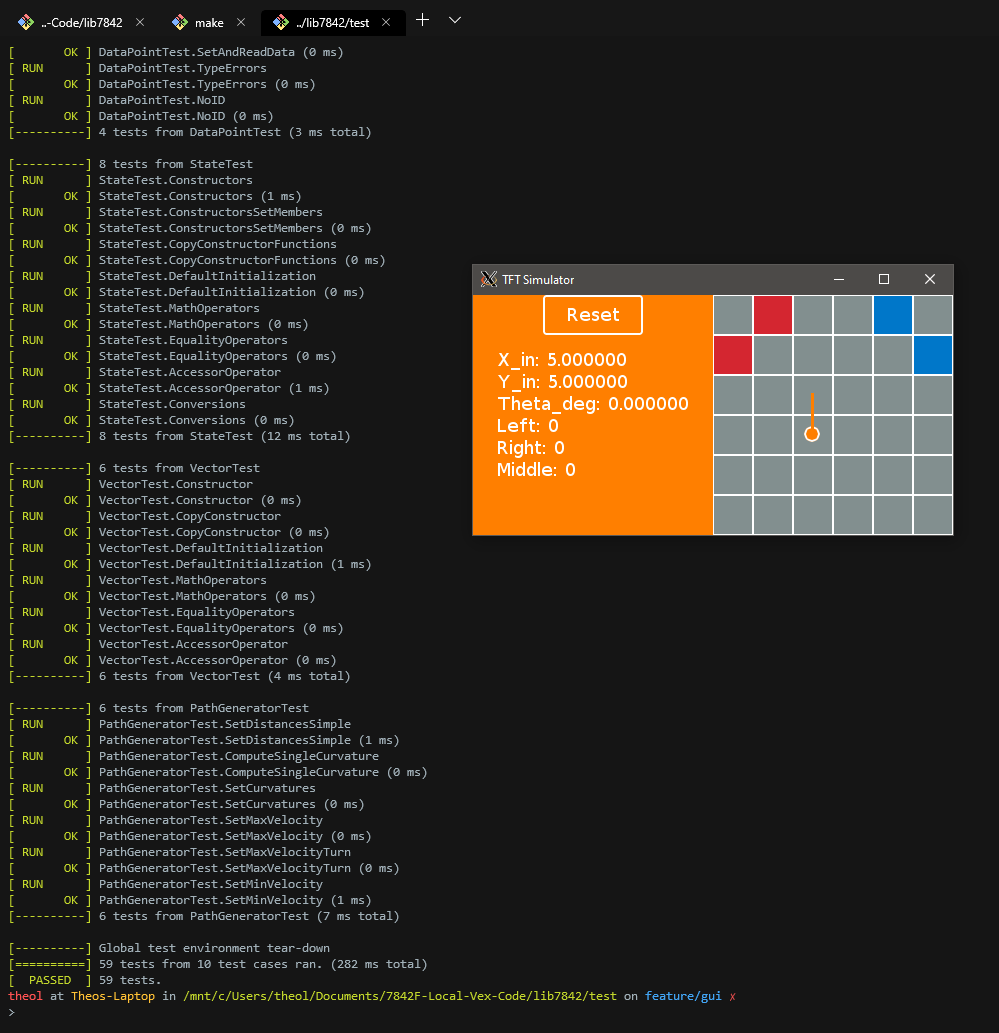 ..-Code/lib7842
make
../lib7842/test
[       OK ] DataPointTest.SetAndReadData (0 ms)
[ RUN      ] DataPointTest.TypeErrors
[       OK ] DataPointTest.TypeErrors (0 ms)
[ RUN      ] DataPointTest.NoID
[       OK ] DataPointTest.NoID (0 ms)
[----------] 4 tests from DataPointTest (3 ms total)
[----------] 8 tests from StateTest
[ RUN      ] StateTest.Constructors
[       OK ] StateTest.Constructors (1 ms)
[ RUN      ] StateTest.ConstructorsSetMembers
[       OK ] StateTest.ConstructorsSetMembers (0 ms)
[ RUN      ] StateTest.CopyConstructorFunctions
[       OK ] StateTest.CopyConstructorFunctions (0 ms)
[ RUN      ] StateTest.DefaultInitialization
[       OK ] StateTest.DefaultInitialization (0 ms)
[ RUN      ] StateTest.MathOperators
[       OK ] StateTest.MathOperators (0 ms)
[ RUN      ] StateTest.EqualityOperators
[       OK ] StateTest.EqualityOperators (0 ms)
[ RUN      ] StateTest.AccessorOperator
[       OK ] StateTest.AccessorOperator (1 ms)
[ RUN      ] StateTest.Conversions
[       OK ] StateTest.Conversions (0 ms)
[----------] 8 tests from StateTest (12 ms total)
[----------] 6 tests from VectorTest
[ RUN      ] VectorTest.Constructor
[       OK ] VectorTest.Constructor (0 ms)
[ RUN      ] VectorTest.CopyConstructor
[       OK ] VectorTest.CopyConstructor (0 ms)
[ RUN      ] VectorTest.DefaultInitialization
[       OK ] VectorTest.DefaultInitialization (1 ms)
[ RUN      ] VectorTest.MathOperators
[       OK ] VectorTest.MathOperators (0 ms)
[ RUN      ] VectorTest.EqualityOperators
[       OK ] VectorTest.EqualityOperators (0 ms)
[ RUN      ] VectorTest.AccessorOperator
[       OK ] VectorTest.AccessorOperator (0 ms)
[----------] 6 tests from VectorTest (4 ms total)
[----------] 6 tests from PathGeneratorTest
[ RUN      ] PathGeneratorTest.SetDistancesSimple
[       OK ] PathGeneratorTest.SetDistancesSimple (1 ms)
[ RUN      ] PathGeneratorTest.ComputeSingleCurvature
[       OK ] PathGeneratorTest.ComputeSingleCurvature (0 ms)
[ RUN      ] PathGeneratorTest.SetCurvatures
[       OK ] PathGeneratorTest.SetCurvatures (0 ms)
[ RUN      ] PathGeneratorTest.SetMaxVelocity
[       OK ] PathGeneratorTest.SetMaxVelocity (0 ms)
[ RUN      ] PathGeneratorTest.SetMaxVelocityTurn
[       OK ] PathGeneratorTest.SetMaxVelocityTurn (0 ms)
[ RUN      ] PathGeneratorTest.SetMinVelocity
[       OK ] PathGeneratorTest.SetMinVelocity (1 ms)
[----------] 6 tests from PathGeneratorTest (7 ms total)
[----------] Global test environment tear-down
[==========] 59 tests from 10 test cases ran. (282 ms total)
[  PASSED  ] 59 tests.
theol at Theos-Laptop in /mnt/c/Users/theol/Documents/7842F-Local-Vex-Code/lib7842/test on feature/gui ✗
>
TFT Simulator
Reset
X_in: 5.000000
Y_in: 5.000000
Theta_deg: 0.000000
Left: 0
Right: 0
Middle: 0